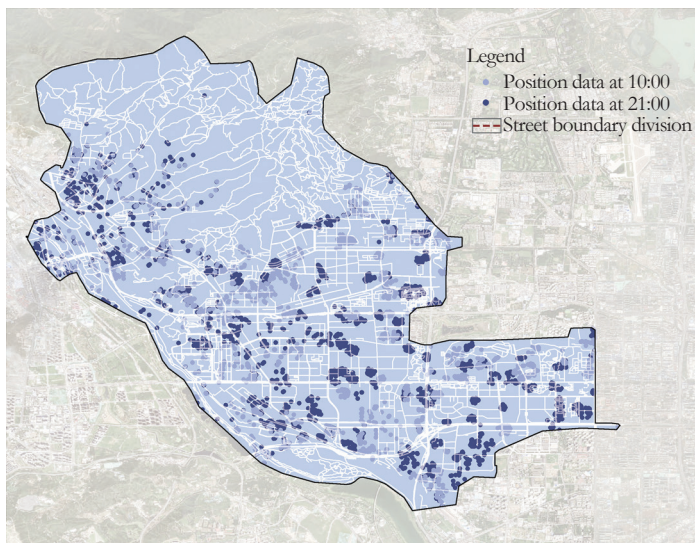 Legend
Position data at 10:00
Position data at 21:00
Street boundary division